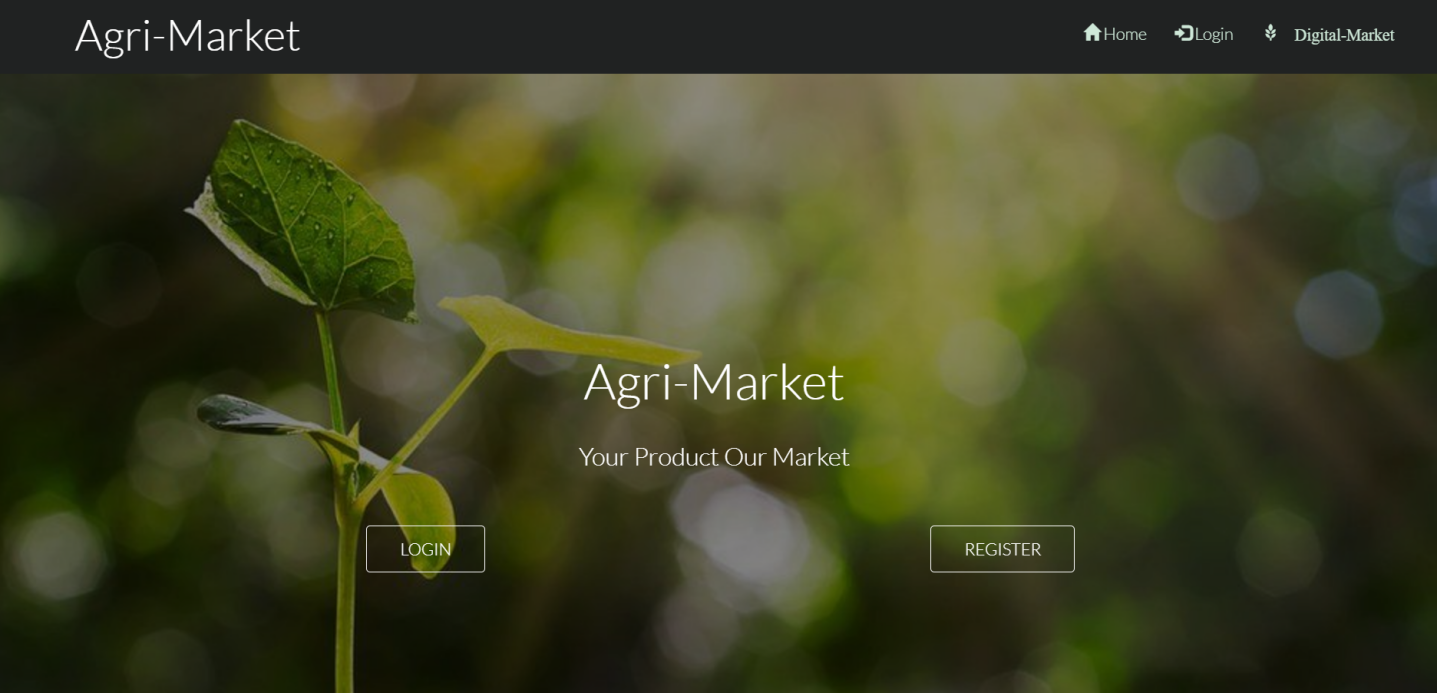 Agri-Market
Home Login Digital-Market
Agri-Market
Your Product Our Market
LOGIN REGISTER